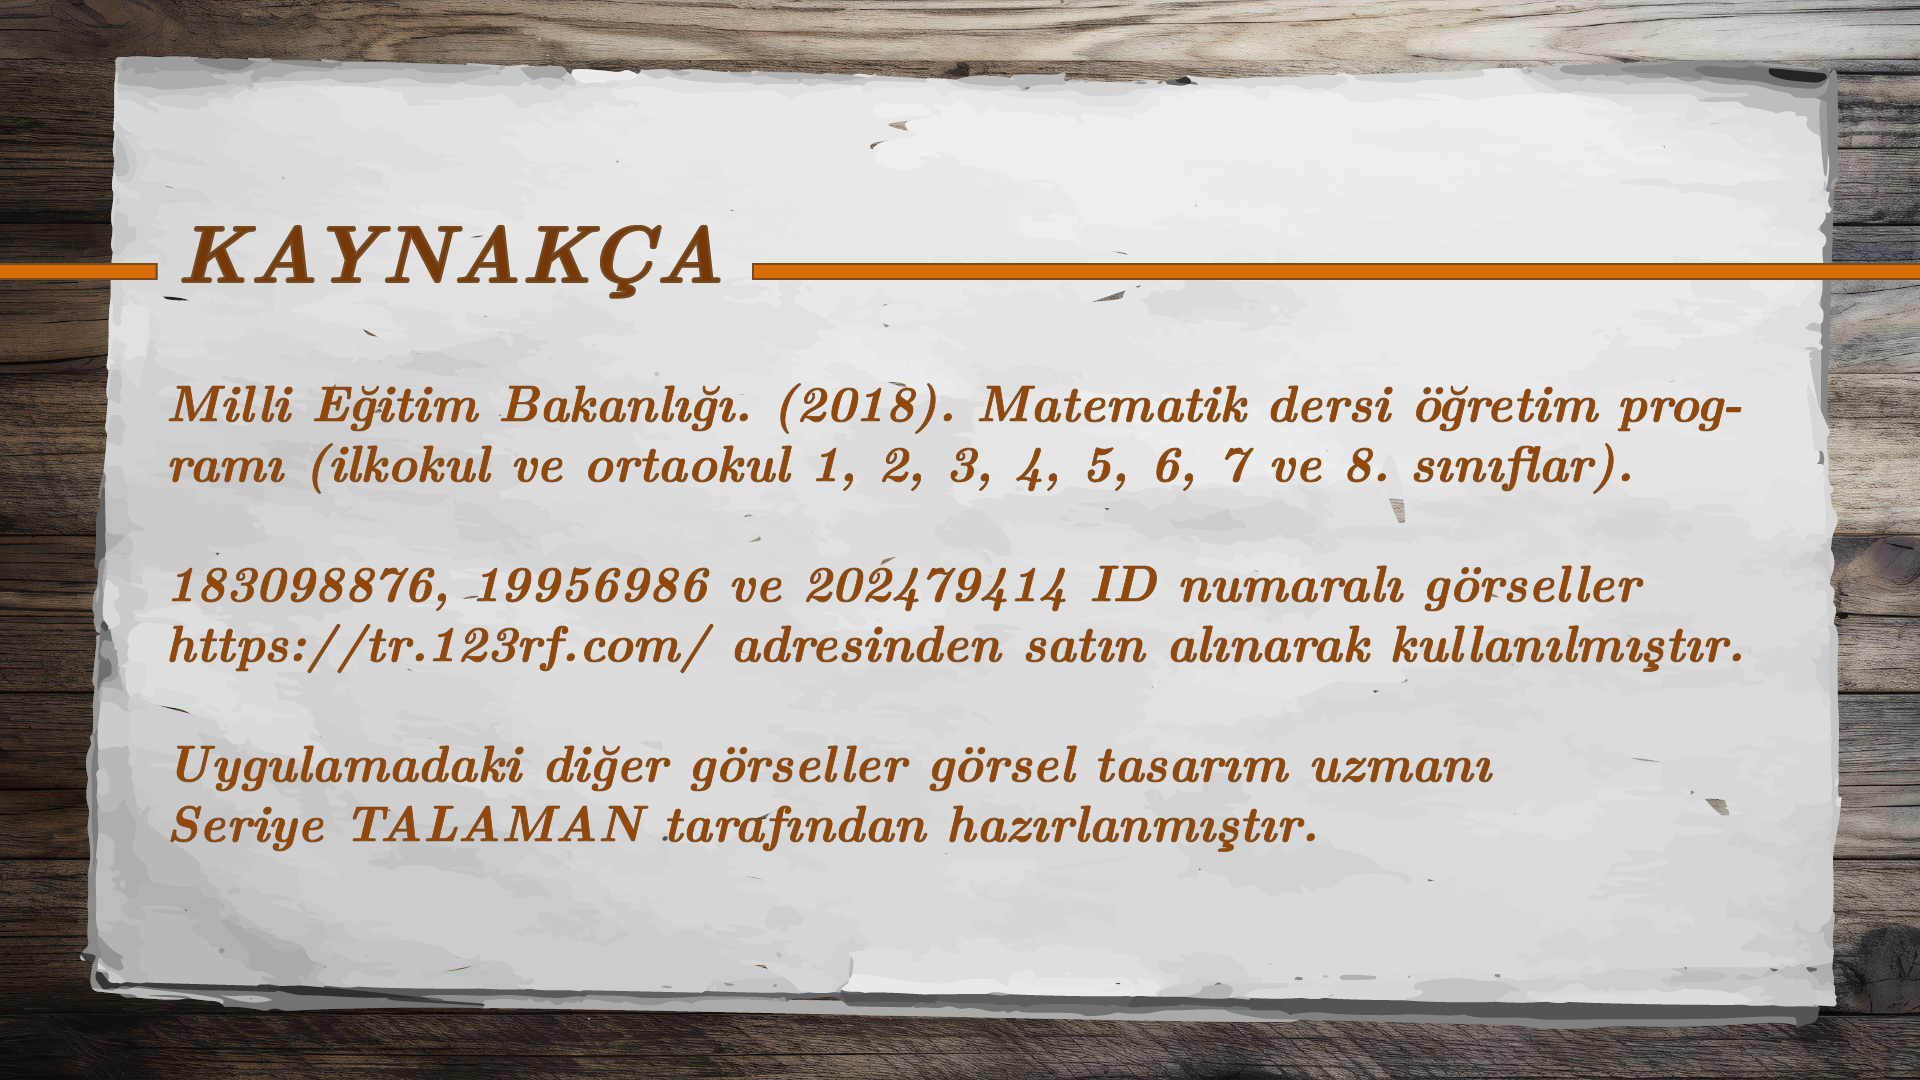 KAYNAKÇA
Milli Eğitim Bakanlığı. (2018). Matematik dersi öğretim prog-
ramı (ilkokul ve ortaokul 1, 2, 3, 4, 5, 6, 7 ve 8. sınıflar).
183098876, 19956986 ve 202479414 ID numaralı görseller
https://tr.123rf.com/ adresinden satın alınarak kullanılmıştır.
Uygulamadaki diğer görseller görsel tasarım uzmanı
Seriye TALAMAN tarafından hazırlanmıştır.